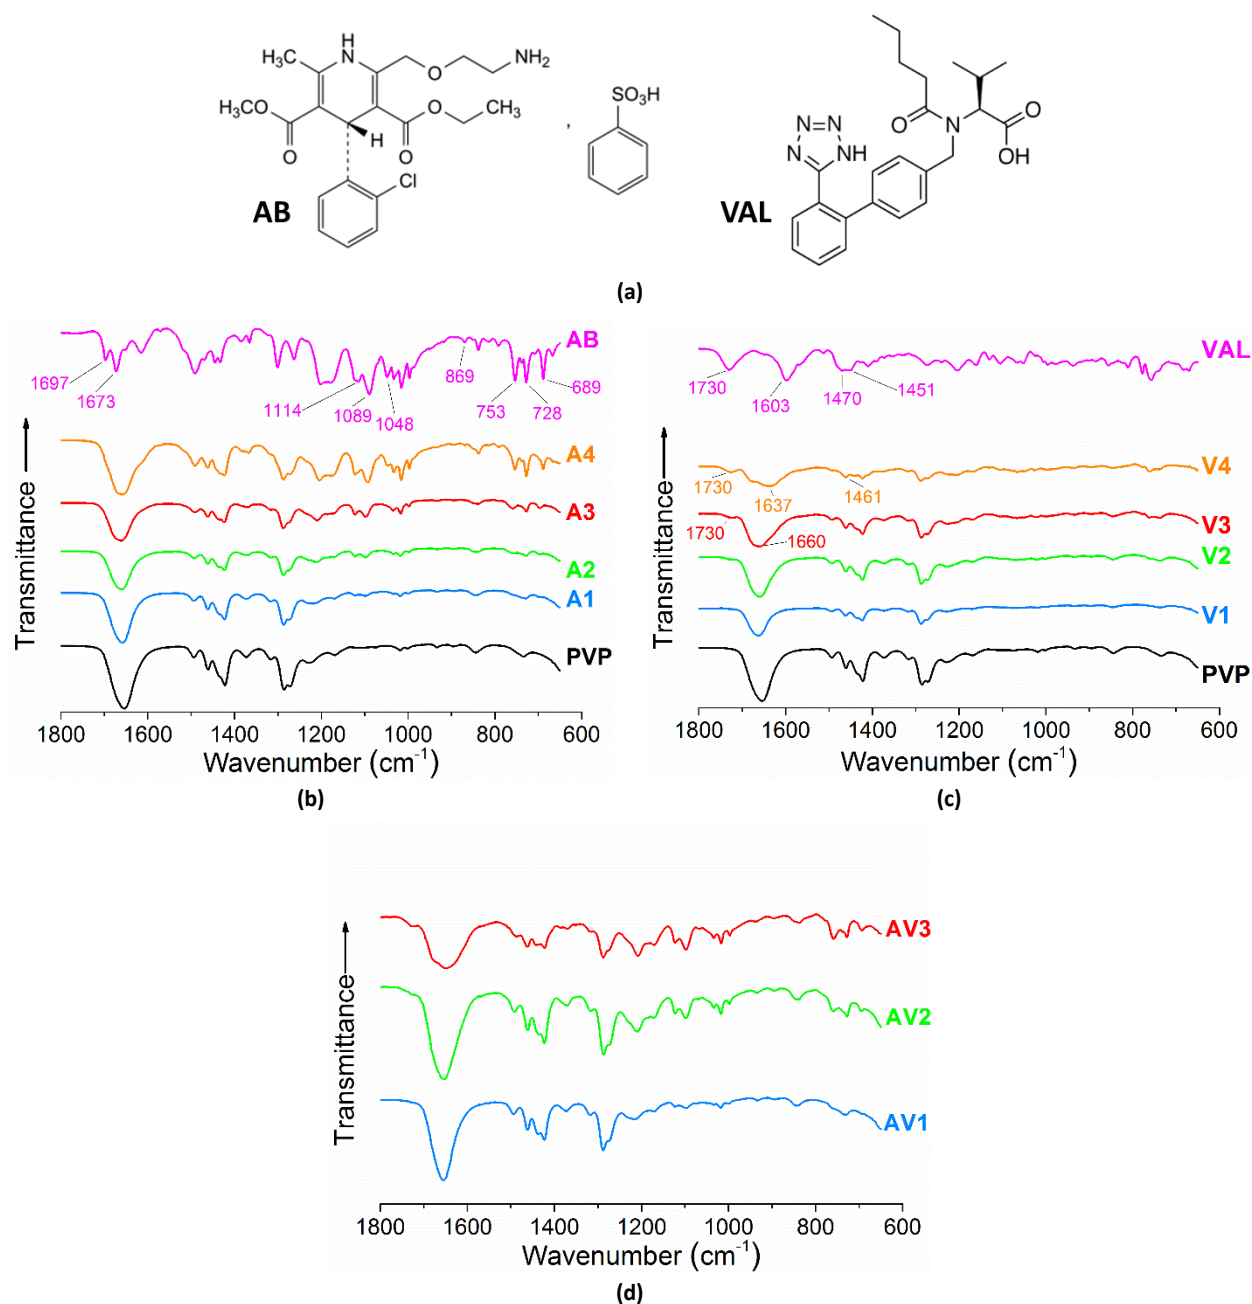 H
H₃C N O NH₂
SO₃H
CH₃O O CH₃
H
O O
,
Cl
AB
CH₃ O
O N
OH
N=N
N NH
VAL
(a)
AB
1697
1673
1114
1089
1048
869
753
728
689
A4
A3
A2
A1
PVP
Transmittance
1800 1600 1400 1200 1000 800 600
Wavenumber (cm⁻¹)
(b)
VAL
1730
1603
1470
1451
V4
1730
1637
1461
V3
1730
1660
V2
V1
PVP
Transmittance
1800 1600 1400 1200 1000 800 600
Wavenumber (cm⁻¹)
(c)
AV3
AV2
AV1
Transmittance
1800 1600 1400 1200 1000 800 600
Wavenumber (cm⁻¹)
(d)